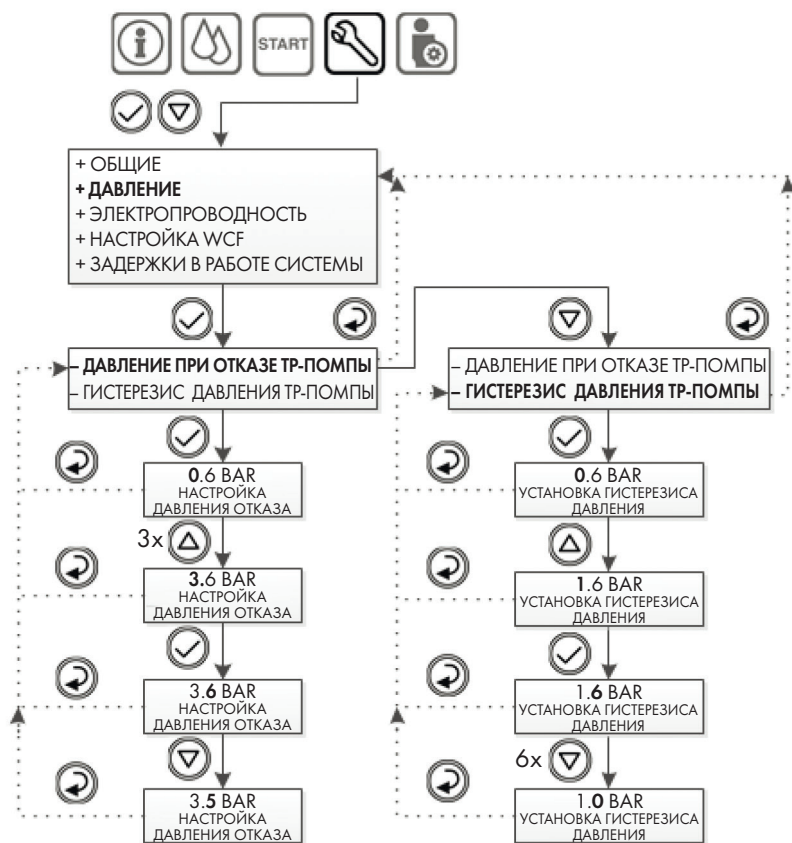 START
+ ОБЩИЕ
+ ДАВЛЕНИЕ
+ ЭЛЕКТРОПРОВОДНОСТЬ
+ НАСТРОЙКА WCF
+ ЗАДЕРЖКИ В РАБОТЕ СИСТЕМЫ
– ДАВЛЕНИЕ ПРИ ОТКАЗЕ ТР-ПОМПЫ
– ГИСТЕРЕЗИС ДАВЛЕНИЯ ТР-ПОМПЫ
0.6 BAR
НАСТРОЙКА
ДАВЛЕНИЯ ОТКАЗА
3x
3.6 BAR
НАСТРОЙКА
ДАВЛЕНИЯ ОТКАЗА
3.6 BAR
НАСТРОЙКА
ДАВЛЕНИЯ ОТКАЗА
3.5 BAR
НАСТРОЙКА
ДАВЛЕНИЯ ОТКАЗА
– ДАВЛЕНИЕ ПРИ ОТКАЗЕ ТР-ПОМПЫ
– ГИСТЕРЕЗИС ДАВЛЕНИЯ ТР-ПОМПЫ
0.6 BAR
УСТАНОВКА ГИСТЕРЕЗИСА
ДАВЛЕНИЯ
1.6 BAR
УСТАНОВКА ГИСТЕРЕЗИСА
ДАВЛЕНИЯ
1.6 BAR
УСТАНОВКА ГИСТЕРЕЗИСА
ДАВЛЕНИЯ
6x
1.0 BAR
УСТАНОВКА ГИСТЕРЕЗИСА
ДАВЛЕНИЯ